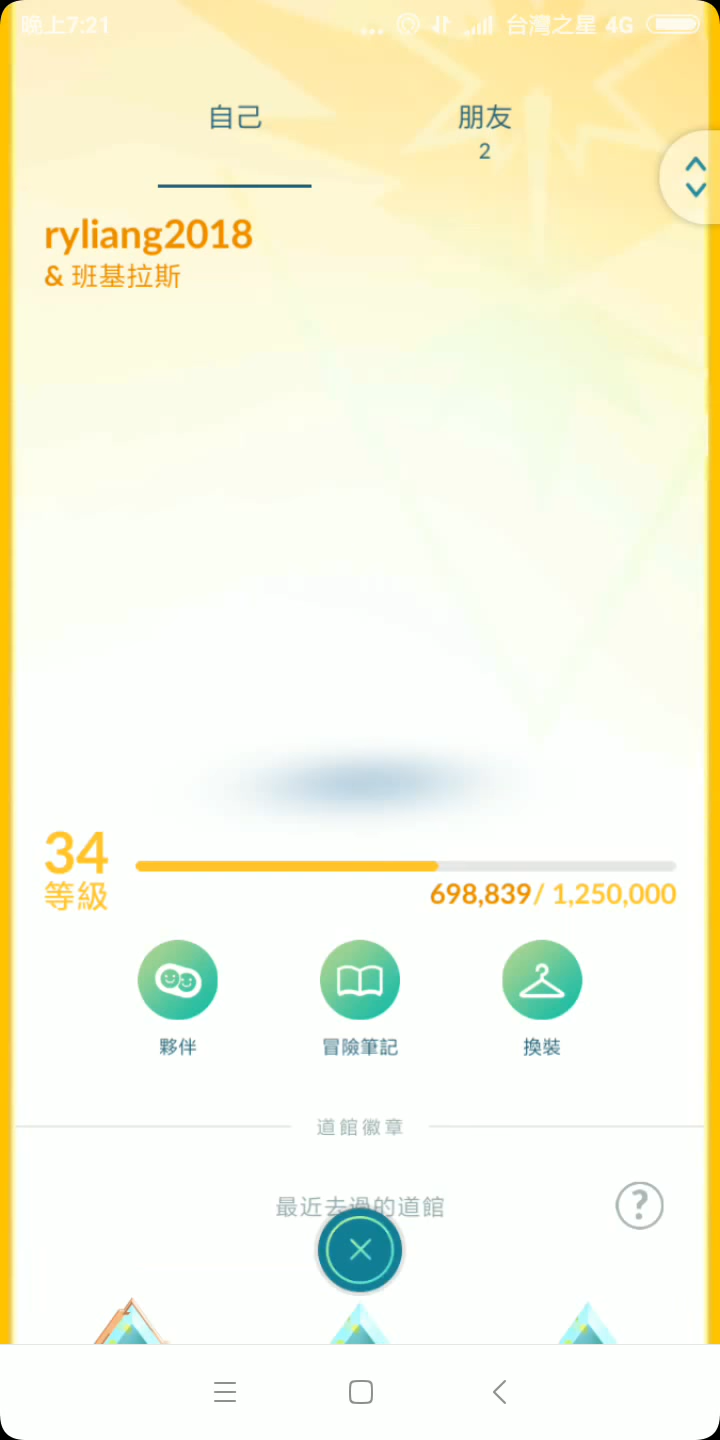 晚上7:21
... 台灣之星 4G
自己
朋友
2
ryliang2018
& 班基拉斯
34
等級
698,839/ 1,250,000
夥伴
冒險筆記
換裝
道館徽章
最近去過的道館
?